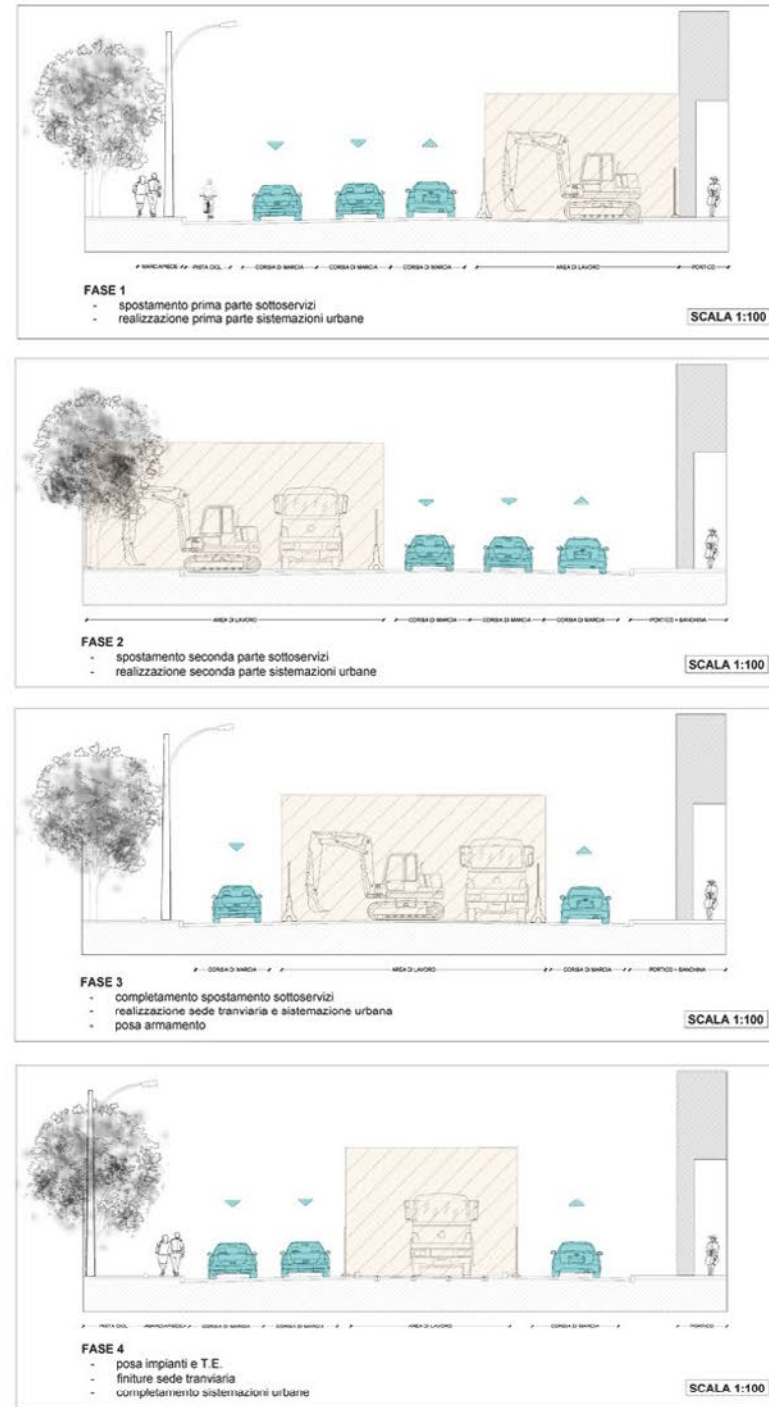 MARCIAPIEDE PISTA CICL. CORSIA DI MARCIA CORSIA DI MARCIA CORSIA DI MARCIA AREA DI LAVORO PORTICO
FASE 1
- spostamento prima parte sottoservizi
- realizzazione prima parte sistemazioni urbane
SCALA 1:100
AREA DI LAVORO CORSIA DI MARCIA CORSIA DI MARCIA CORSIA DI MARCIA PORTICO - BANCHINA
FASE 2
- spostamento seconda parte sottoservizi
- realizzazione seconda parte sistemazioni urbane
SCALA 1:100
CORSIA DI MARCIA AREA DI LAVORO CORSIA DI MARCIA PORTICO - BANCHINA
FASE 3
- completamento spostamento sottoservizi
- realizzazione sede tranviaria e sistemazione urbana
- posa armamento
SCALA 1:100
PISTA CICL. MARCIAPIEDE CORSIA DI MARCIA CORSIA DI MARCIA AREA DI LAVORO CORSIA DI MARCIA PORTICO
FASE 4
- posa impianti e T.E.
- finiture sede tranviaria
- completamento sistemazioni urbane
SCALA 1:100